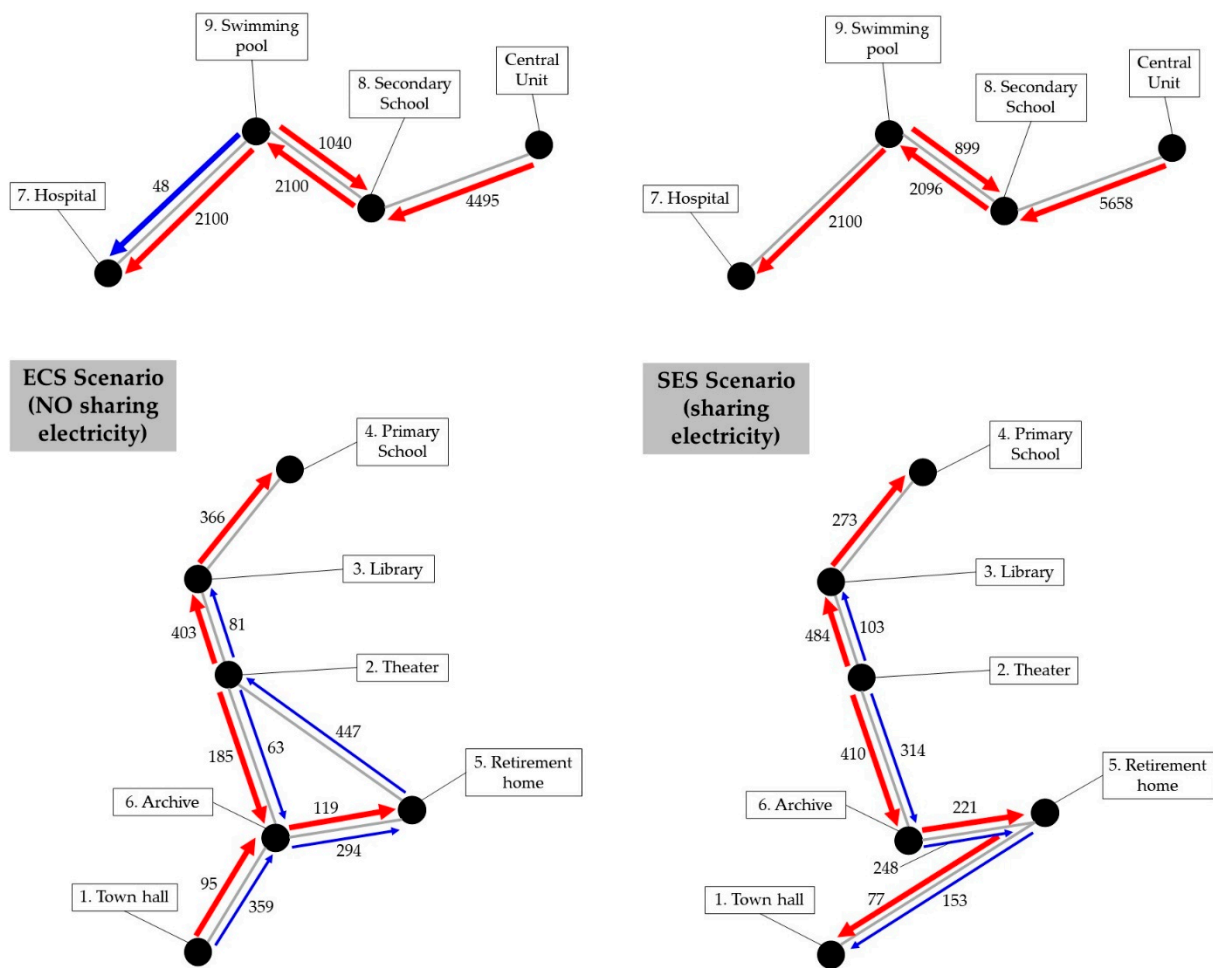 9. Swimming
pool
Central
Unit
8. Secondary
School
1040
2100
4495
48
2100
7. Hospital
9. Swimming
pool
Central
Unit
8. Secondary
School
899
2096
5658
2100
7. Hospital
ECS Scenario
(NO sharing
electricity)
4. Primary
School
366
3. Library
403
81
2. Theater
447
185
63
5. Retirement
home
6. Archive
119
294
95
1. Town hall
359
SES Scenario
(sharing
electricity)
4. Primary
School
273
3. Library
484
103
2. Theater
410
314
5. Retirement
home
6. Archive
221
248
1. Town hall
77
153